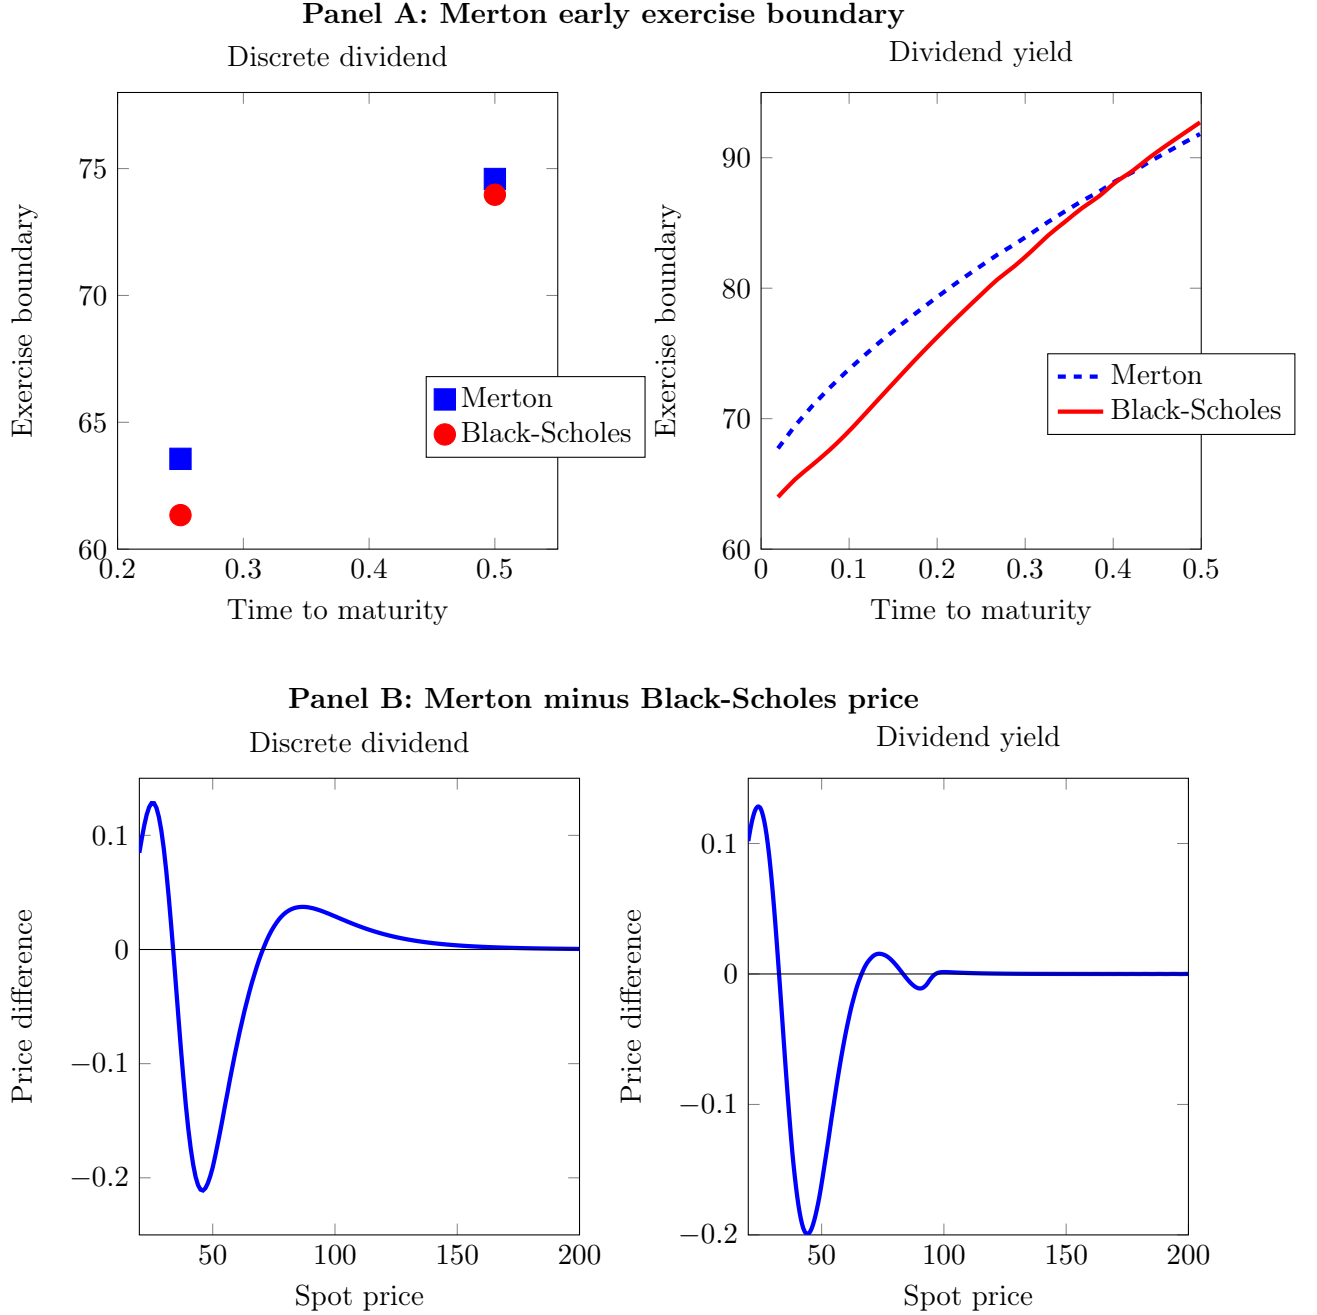 Panel A: Merton early exercise boundary
Discrete dividend
75
70
65
60
0.2
0.3
0.4
0.5
Exercise boundary
Time to maturity
Merton
Black-Scholes
Dividend yield
90
80
70
60
0
0.1
0.2
0.3
0.4
0.5
Exercise boundary
Time to maturity
Merton
Black-Scholes
Panel B: Merton minus Black-Scholes price
Discrete dividend
0.1
0
−0.1
−0.2
50
100
150
200
Price difference
Spot price
Dividend yield
0.1
0
−0.1
−0.2
50
100
150
200
Price difference
Spot price